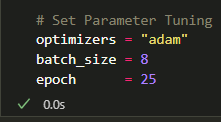 # Set Parameter Tuning
optimizers = "adam"
batch_size = 8
epoch      = 25
✓ 0.0s